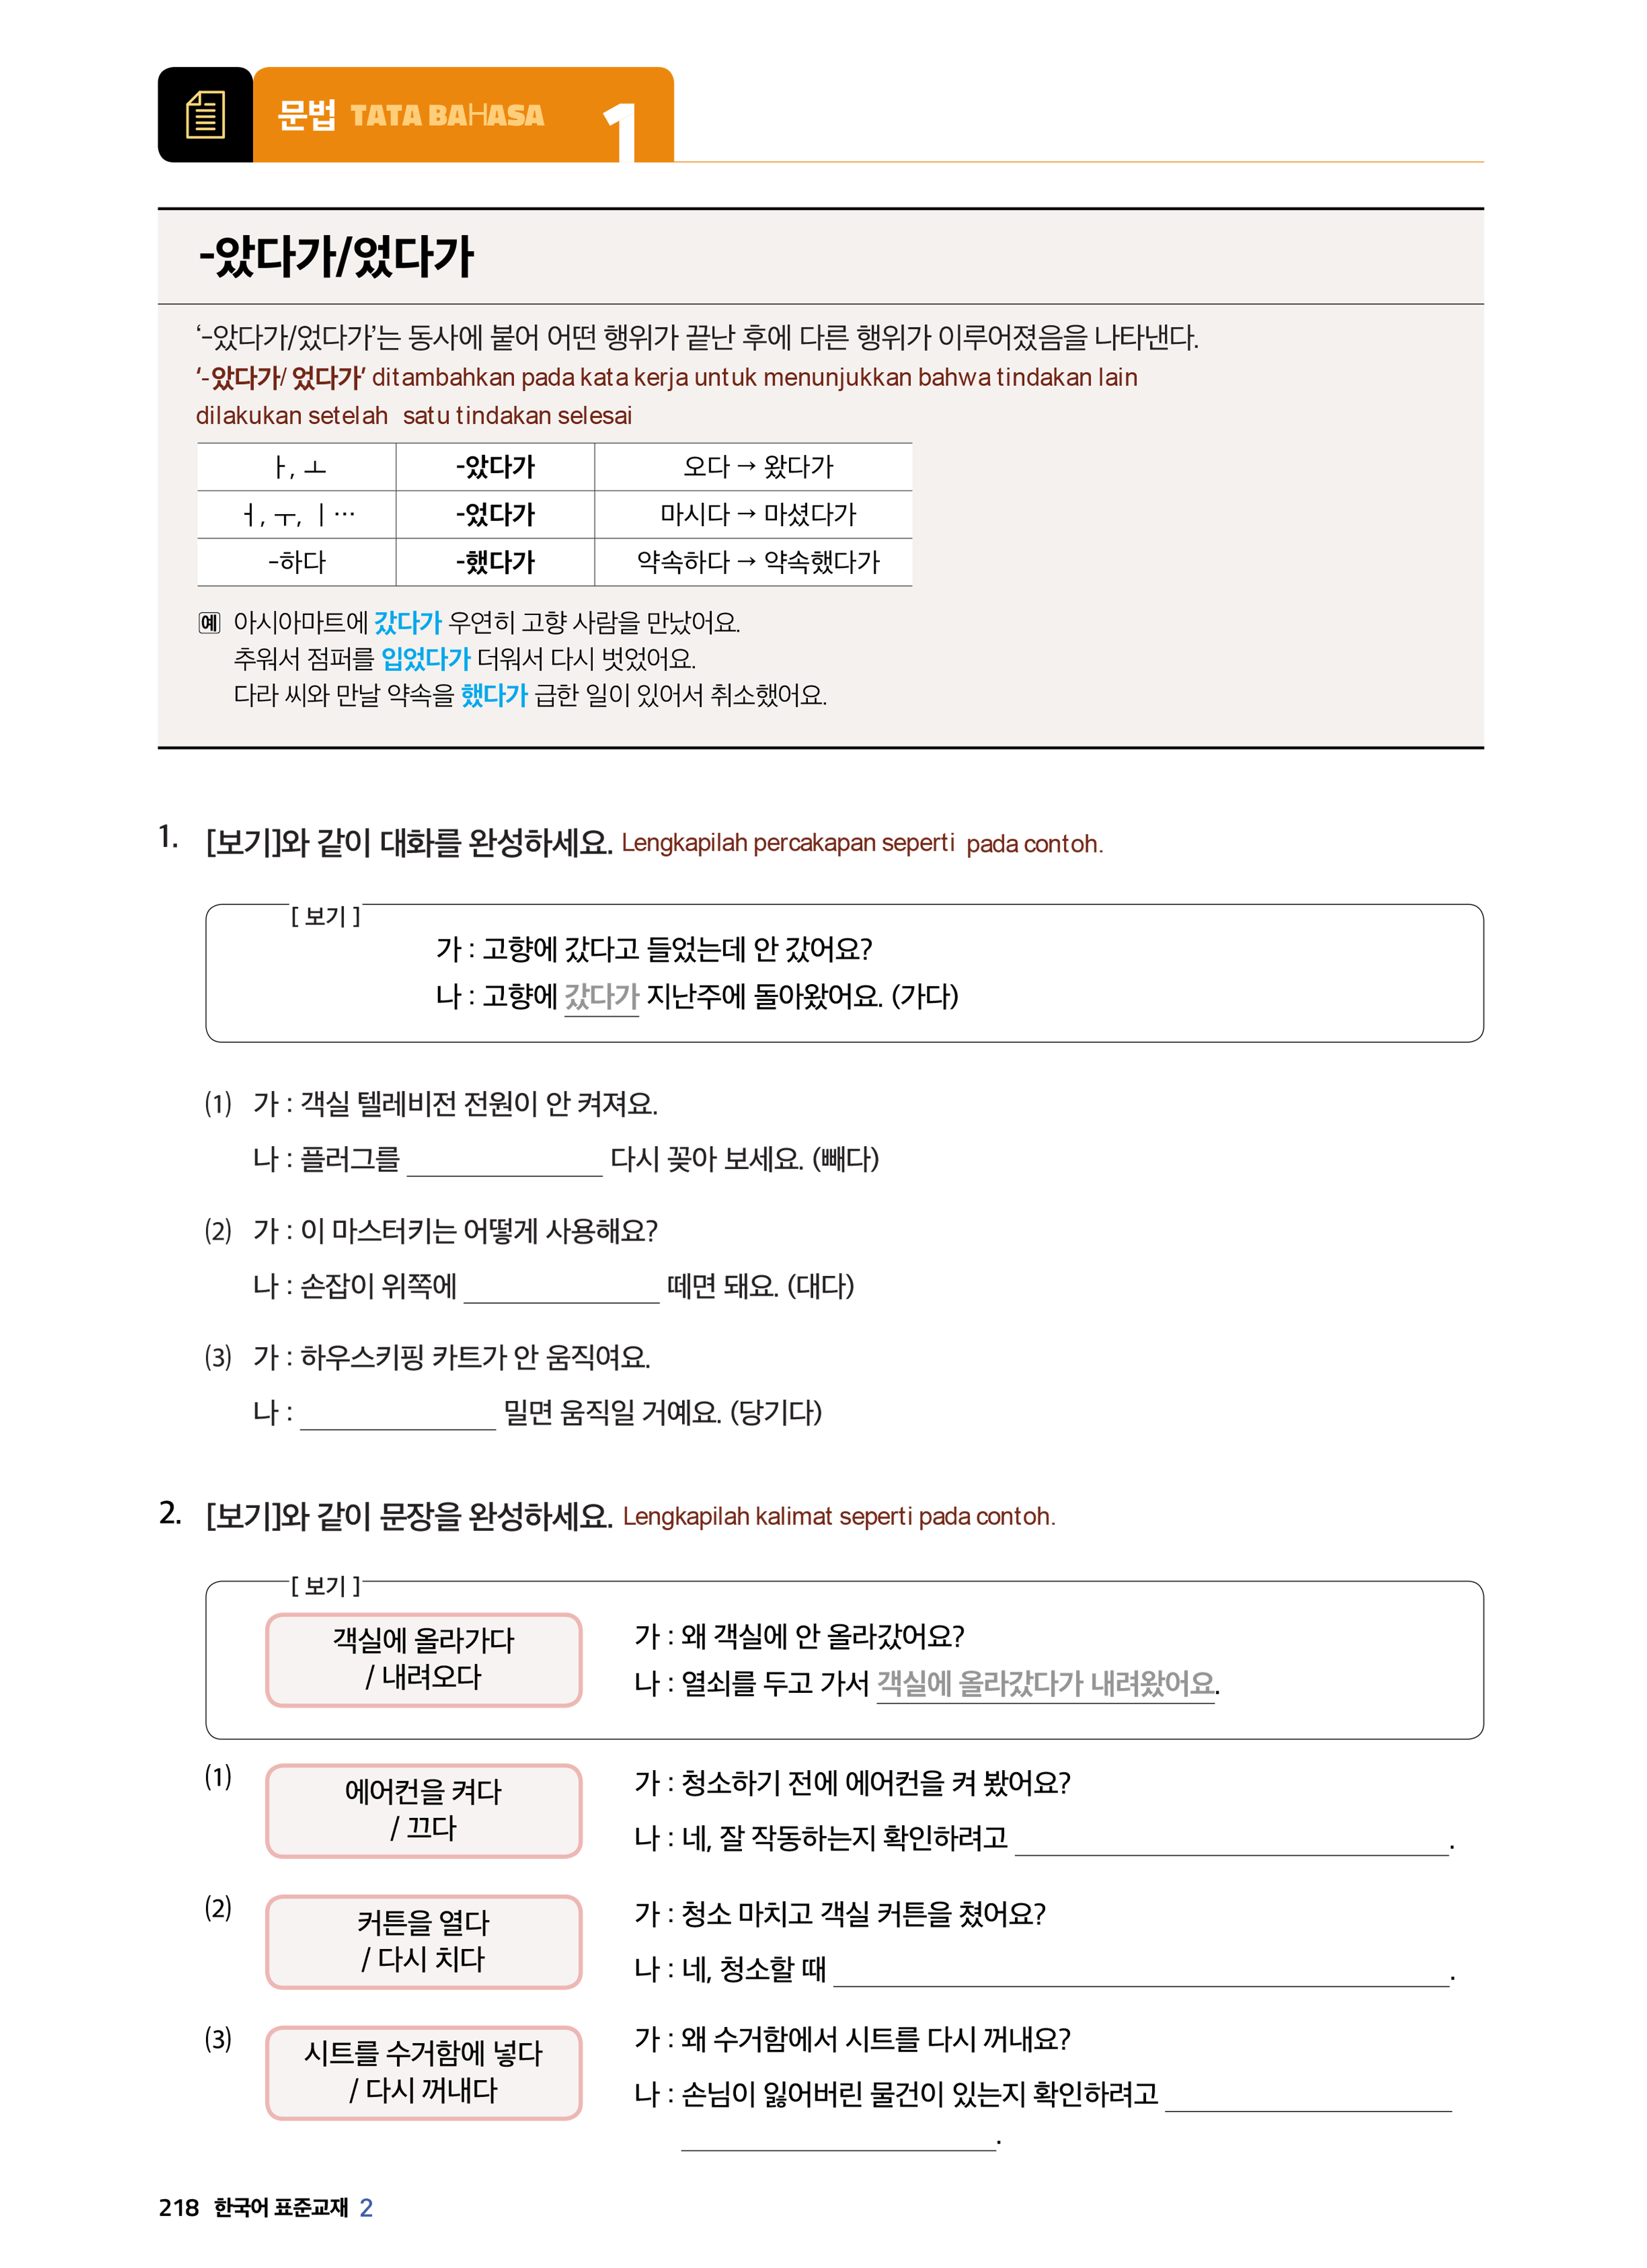 문법 TATA BAHASA 1
-았다가/었다가
‘-았다가/었다가’는 동사에 붙어 어떤 행위가 끝난 후에 다른 행위가 이루어졌음을 나타낸다.
‘-았다가/ 었다가’ ditambahkan pada kata kerja untuk menunjukkan bahwa tindakan lain
dilakukan setelah satu tindakan selesai
ㅏ, ㅗ -았다가 오다 → 왔다가
ㅓ, ㅜ, ㅣ… -었다가 마시다 → 마셨다가
-하다 -했다가 약속하다 → 약속했다가
예 아시아마트에 갔다가 우연히 고향 사람을 만났어요.
추워서 점퍼를 입었다가 더워서 다시 벗었어요.
다라 씨와 만날 약속을 했다가 급한 일이 있어서 취소했어요.
1. [보기]와 같이 대화를 완성하세요. Lengkapilah percakapan seperti pada contoh.
[ 보기 ]
가 : 고향에 갔다고 들었는데 안 갔어요?
나 : 고향에 갔다가 지난주에 돌아왔어요. (가다)
(1) 가 : 객실 텔레비전 전원이 안 켜져요.
나 : 플러그를 ____________ 다시 꽂아 보세요. (빼다)
(2) 가 : 이 마스터키는 어떻게 사용해요?
나 : 손잡이 위쪽에 ____________ 떼면 돼요. (대다)
(3) 가 : 하우스키핑 카트가 안 움직여요.
나 : ____________ 밀면 움직일 거예요. (당기다)
2. [보기]와 같이 문장을 완성하세요. Lengkapilah kalimat seperti pada contoh.
[ 보기 ]
객실에 올라가다
/ 내려오다
가 : 왜 객실에 안 올라갔어요?
나 : 열쇠를 두고 가서 객실에 올라갔다가 내려왔어요.
(1) 에어컨을 켜다
/ 끄다
가 : 청소하기 전에 에어컨을 켜 봤어요?
나 : 네, 잘 작동하는지 확인하려고 ____________.
(2) 커튼을 열다
/ 다시 치다
가 : 청소 마치고 객실 커튼을 쳤어요?
나 : 네, 청소할 때 ____________.
(3) 시트를 수거함에 넣다
/ 다시 꺼내다
가 : 왜 수거함에서 시트를 다시 꺼내요?
나 : 손님이 잃어버린 물건이 있는지 확인하려고 ____________
____________.
218 한국어 표준교재 2